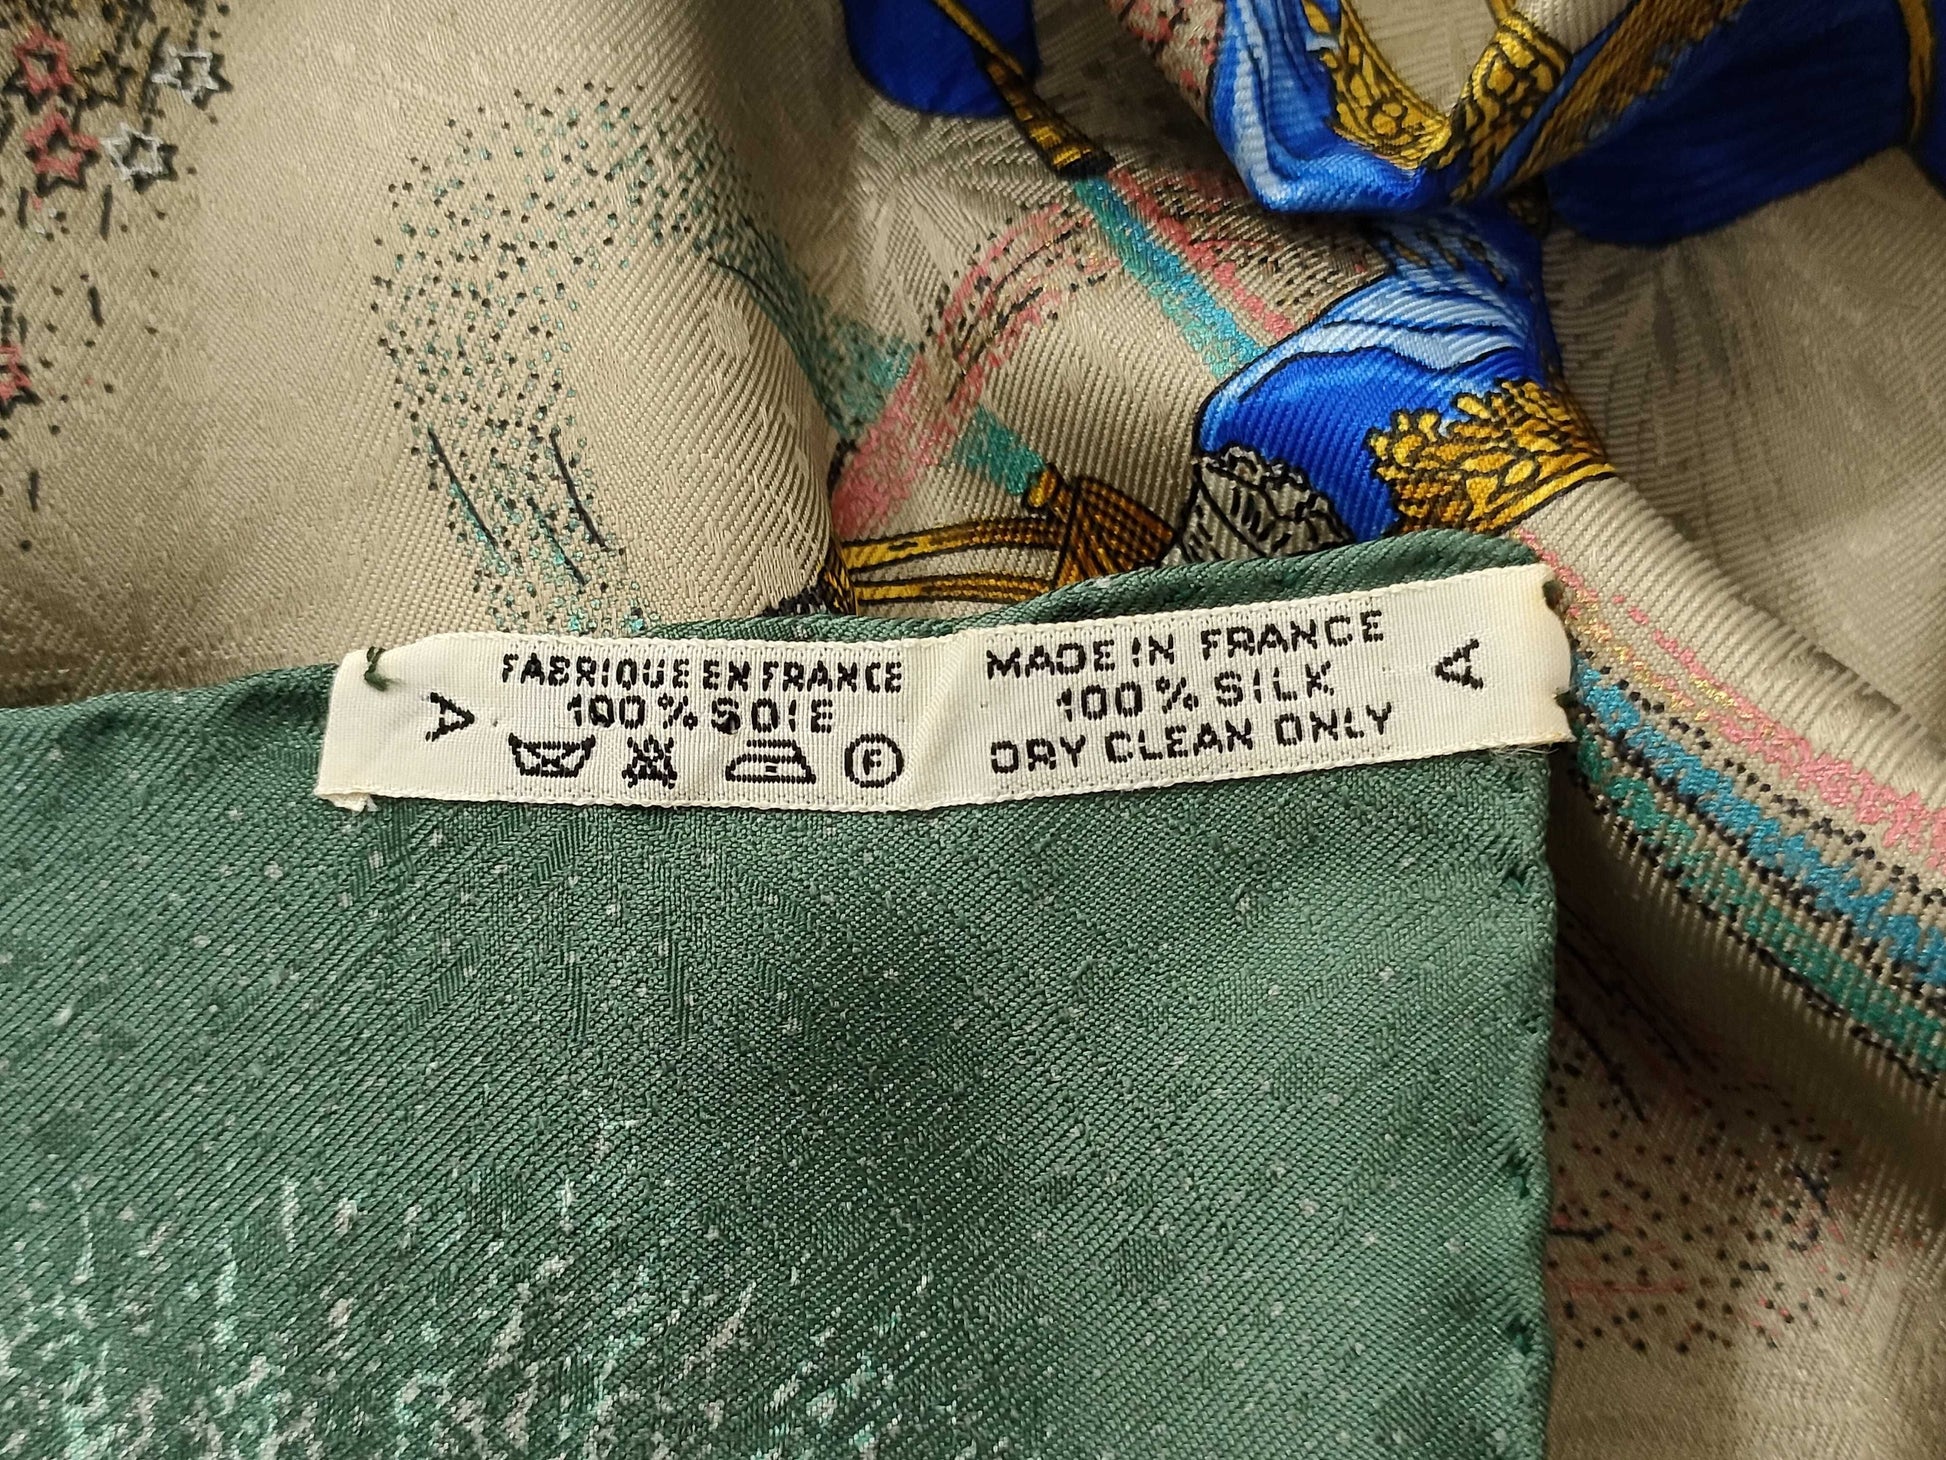 A
FABRIQUE EN FRANCE
100% SOIE
F
MADE IN FRANCE
100% SILK
DRY CLEAN ONLY
A